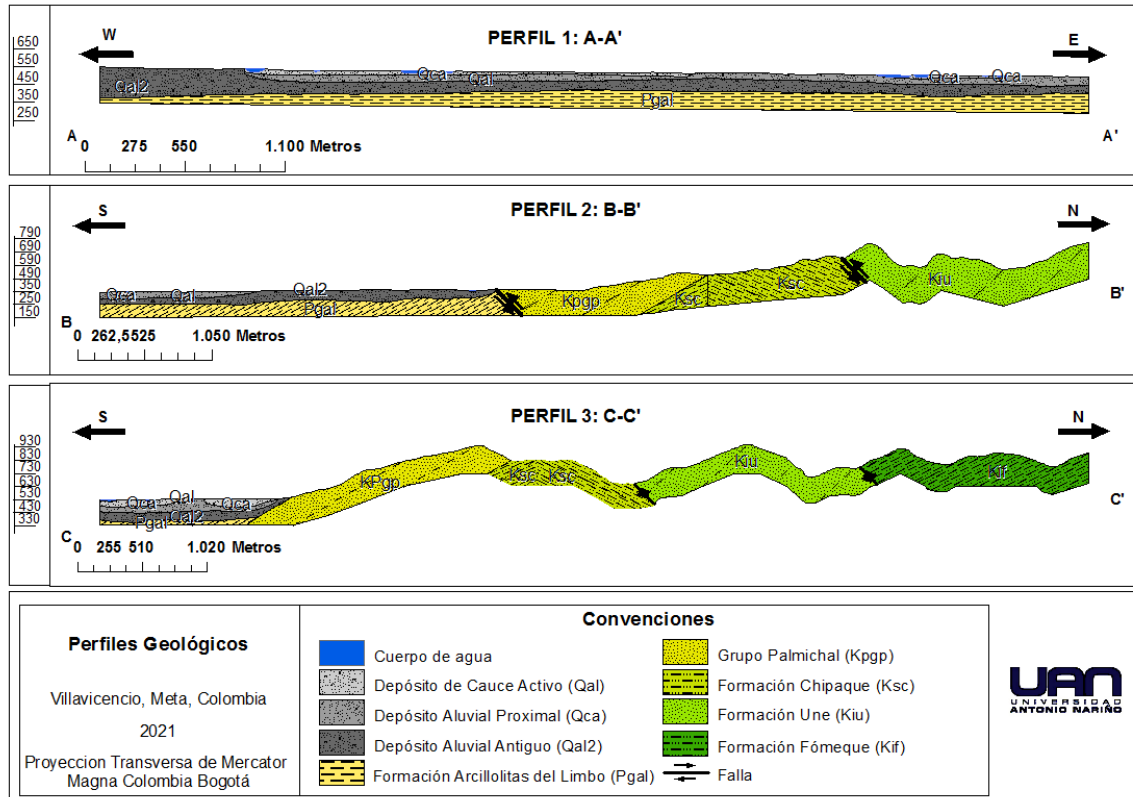 PERFIL 1: A-A'
W
E
650
550
450
350
250
Qal2
Qca
Qal
Qca
Qca
Pgal
A
A'
0 275 550 1.100 Metros
PERFIL 2: B-B'
S
N
790
690
590
490
350
250
150
Qca
Qal
Qal2
Pgal
Kpgp
Ksc
Ksc
Kiu
B
B'
0 262,5525 1.050 Metros
PERFIL 3: C-C'
S
N
930
830
730
630
530
430
330
Qca
Qal
Qca
Pgal
Qal2
KPgp
Ksc
Ksc
Kiu
Kif
C
C'
0 255 510 1.020 Metros
Perfiles Geológicos
Villavicencio, Meta, Colombia
2021
Proyeccion Transversa de Mercator
Magna Colombia Bogotá
Convenciones
Cuerpo de agua
Depósito de Cauce Activo (Qal)
Depósito Aluvial Proximal (Qca)
Depósito Aluvial Antiguo (Qal2)
Formación Arcillolitas del Limbo (Pgal)
Grupo Palmichal (Kpgp)
Formación Chipaque (Ksc)
Formación Une (Kiu)
Formación Fómeque (Kif)
Falla
UAN
UNIVERSIDAD
ANTONIO NARIÑO